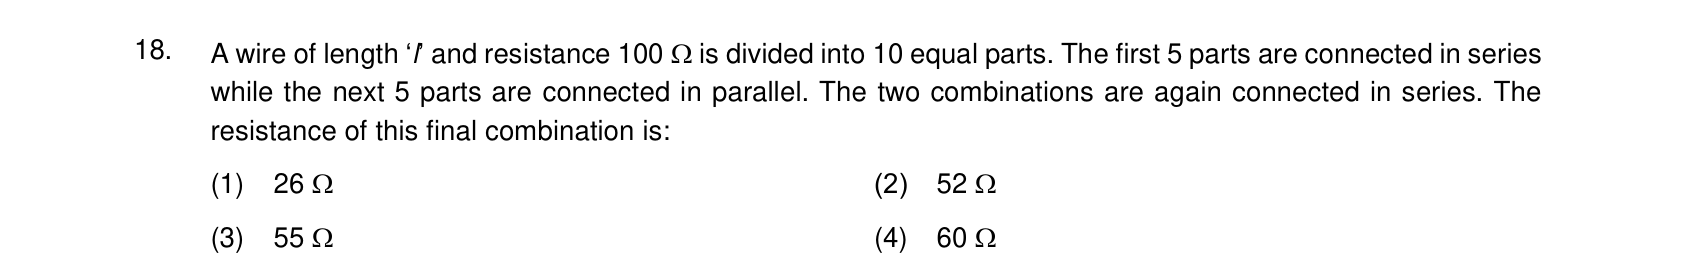 18. A wire of length ‘l’ and resistance 100 Ω is divided into 10 equal parts. The first 5 parts are connected in series
while the next 5 parts are connected in parallel. The two combinations are again connected in series. The
resistance of this final combination is:
(1) 26 Ω (2) 52 Ω
(3) 55 Ω (4) 60 Ω